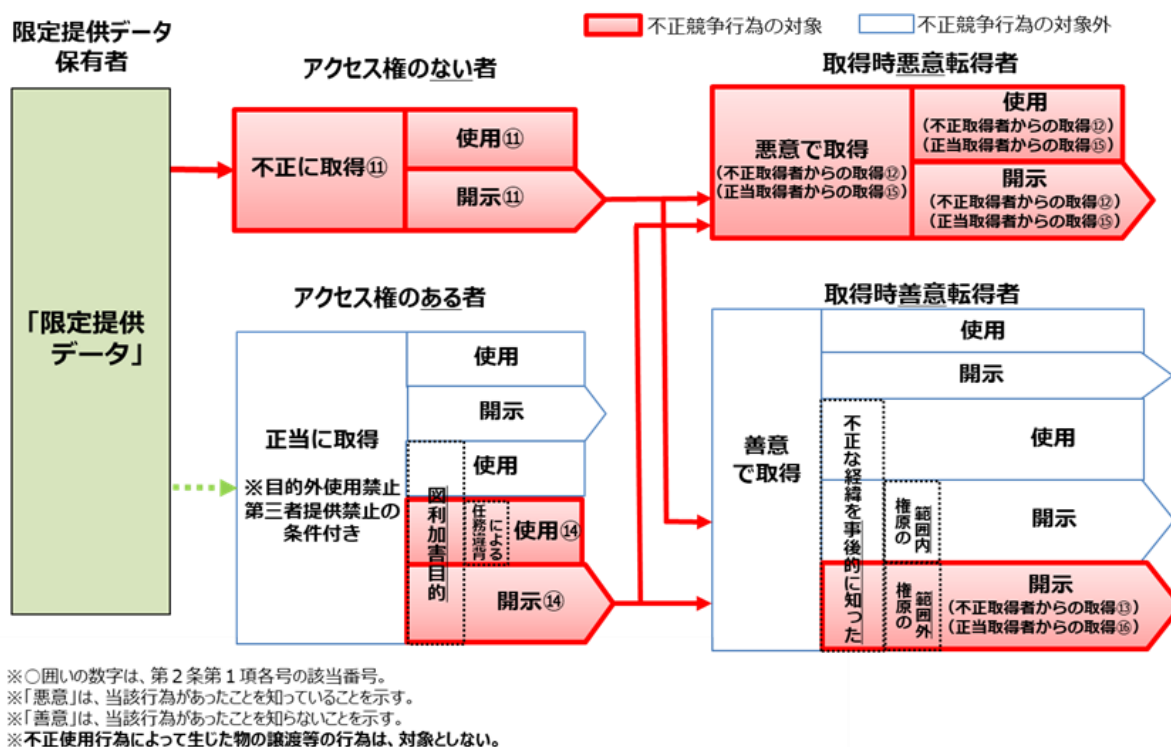 不正競争行為の対象
不正競争行為の対象外
限定提供データ
保有者
「限定提供
データ」
アクセス権のない者
不正に取得⑪
使用⑪
開示⑪
取得時悪意転得者
悪意で取得
(不正取得者からの取得⑫)
(正当取得者からの取得⑮)
使用
(不正取得者からの取得⑫)
(正当取得者からの取得⑮)
開示
(不正取得者からの取得⑫)
(正当取得者からの取得⑮)
アクセス権のある者
正当に取得
※目的外使用禁止
第三者提供禁止の
条件付き
使用
開示
使用
図利加害目的
による
任務違背
使用⑭
開示⑭
取得時善意転得者
善意
で取得
使用
開示
不正な経緯を事後的に知った
使用
範囲内
権原の
開示
範囲外
権原の
開示
(不正取得者からの取得⑬)
(正当取得者からの取得⑯)
※○囲いの数字は、第2条第1項各号の該当番号。
※「悪意」は、当該行為があったことを知っていることを示す。
※「善意」は、当該行為があったことを知らないことを示す。
※不正使用行為によって生じた物の譲渡等の行為は、対象としない。